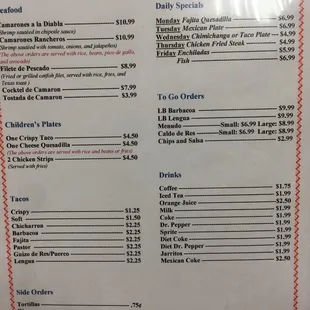 Seafood
Camarones a la Diabla $10.99
(Shrimp sauteed in chipotle sauce)
Camarones Rancheros $10.99
(Shrimp sauteed with tomato, onions, and jalapeños)
(The above orders are served with rice, beans, pico de gallo,
and avocado)
Filete de Pescado $8.99
(Fried or grilled catfish filet, served with rice, fries, and
Texas toast)
Cocktel de Camaron $7.99
Tostada de Camaron $3.99
Children's Plates
One Crispy Taco $4.50
One Cheese Quesadilla $4.50
(The above orders are served with rice and beans or fries)
2 Chicken Strips $4.50
(Served with fries)
Tacos
Crispy $1.25
Soft $1.50
Chicharron $1.25
Barbacoa $1.25
Fajita $1.25
Pastor $1.25
Guizo de Res/Puerco $1.25
Lengua $1.25
Side Orders
Tortillas .75¢
Daily Specials
Monday Fajita Quesadilla $6.99
Tuesday Mexican Plate $6.99
Wednesday Chimichanga or Taco Plate $4.99
Thursday Chicken Fried Steak $4.99
Friday Enchiladas $5.99
Fish $6.99
To Go Orders
LB Barbacoa $9.99
LB Lengua $9.99
Menudo Small: $6.99 Large: $8.99
Caldo de Res Small: $6.99 Large: $8.99
Chips and Salsa $2.99
Drinks
Coffee $1.75
Iced Tea $1.99
Orange Juice $2.50
Milk $1.99
Coke $1.99
Dr. Pepper $1.99
Sprite $1.99
Diet Coke $1.99
Diet Dr. Pepper $1.99
Jarritos $1.99
Mexican Coke $2.50